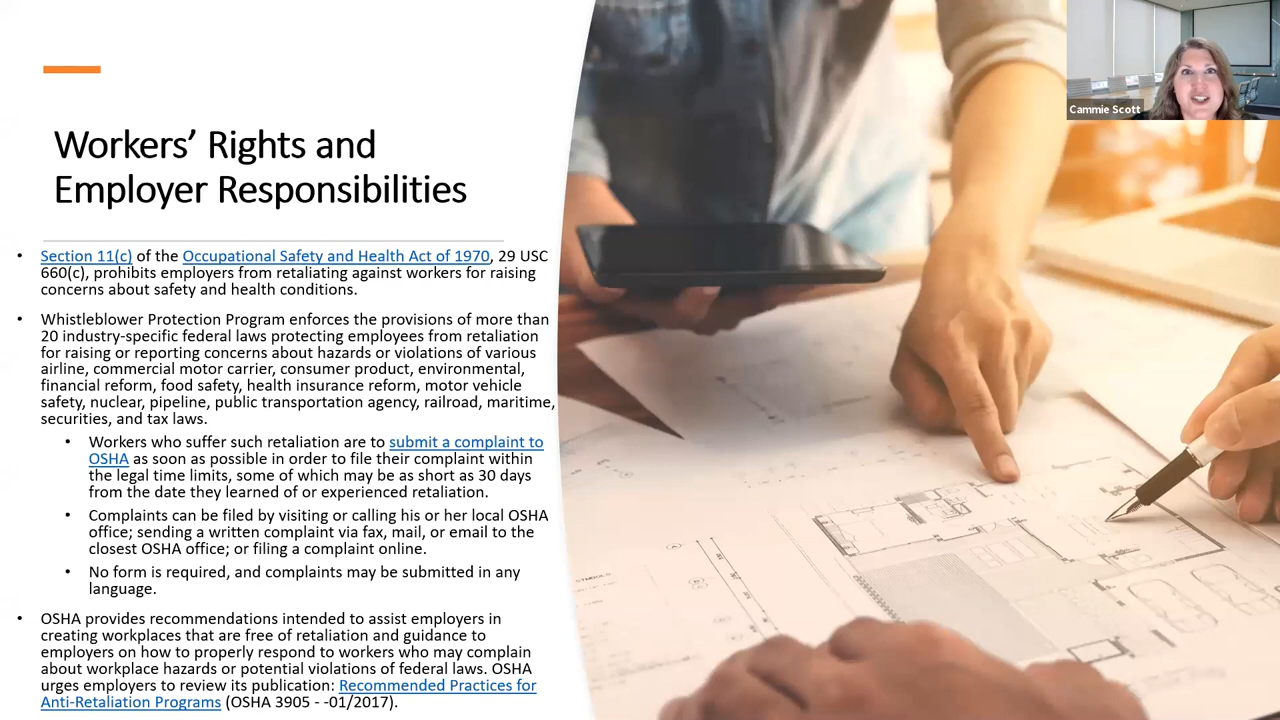 Cammie Scott
Workers’ Rights and
Employer Responsibilities
• Section 11(c) of the Occupational Safety and Health Act of 1970, 29 USC
660(c), prohibits employers from retaliating against workers for raising
concerns about safety and health conditions.
• Whistleblower Protection Program enforces the provisions of more than
20 industry-specific federal laws protecting employees from retaliation
for raising or reporting concerns about hazards or violations of various
airline, commercial motor carrier, consumer product, environmental,
financial reform, food safety, health insurance reform, motor vehicle
safety, nuclear, pipeline, public transportation agency, railroad, maritime,
securities, and tax laws.
• Workers who suffer such retaliation are to submit a complaint to
OSHA as soon as possible in order to file their complaint within
the legal time limits, some of which may be as short as 30 days
from the date they learned of or experienced retaliation.
• Complaints can be filed by visiting or calling his or her local OSHA
office; sending a written complaint via fax, mail, or email to the
closest OSHA office; or filing a complaint online.
• No form is required, and complaints may be submitted in any
language.
• OSHA provides recommendations intended to assist employers in
creating workplaces that are free of retaliation and guidance to
employers on how to properly respond to workers who may complain
about workplace hazards or potential violations of federal laws. OSHA
urges employers to review its publication: Recommended Practices for
Anti-Retaliation Programs (OSHA 3905 - -01/2017).